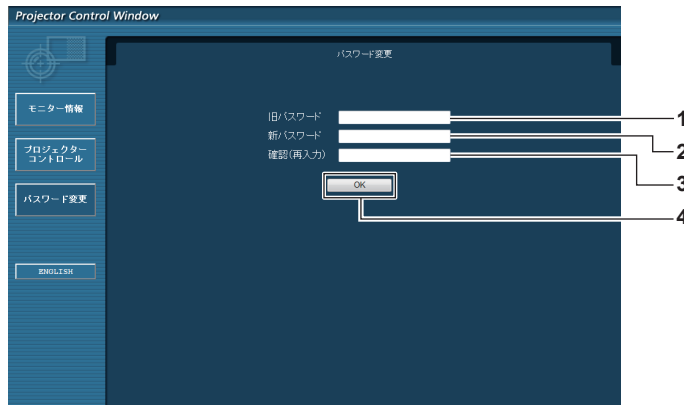 Projector Control Window
パスワード変更
モニター情報
プロジェクター
コントロール
パスワード変更
ENGLISH
旧パスワード
新パスワード
確認(再入力)
OK
1
2
3
4